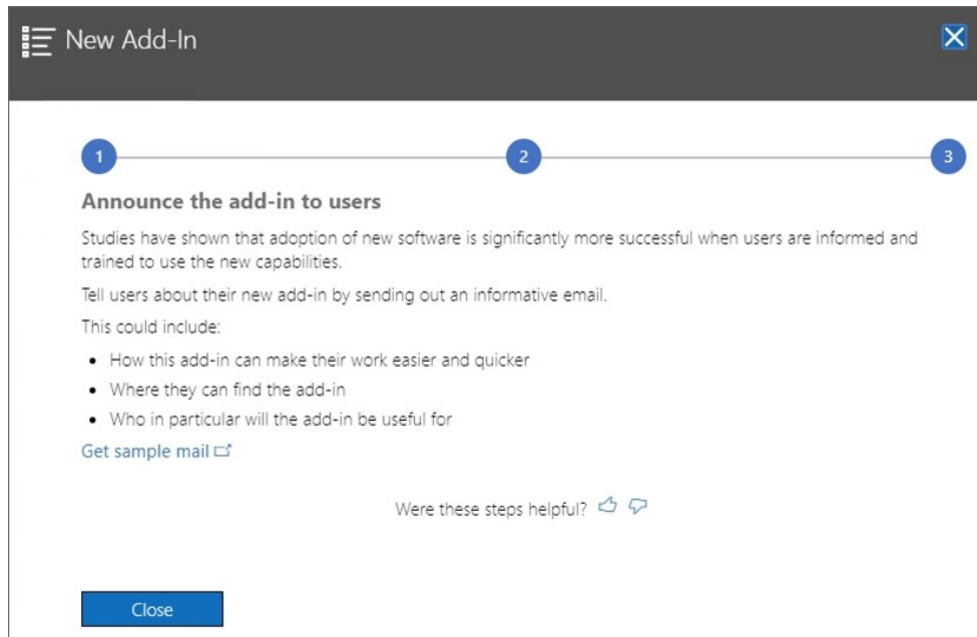 New Add-In
1 2 3
Announce the add-in to users
Studies have shown that adoption of new software is significantly more successful when users are informed and
trained to use the new capabilities.
Tell users about their new add-in by sending out an informative email.
This could include:
• How this add-in can make their work easier and quicker
• Where they can find the add-in
• Who in particular will the add-in be useful for
Get sample mail
Were these steps helpful?
Close